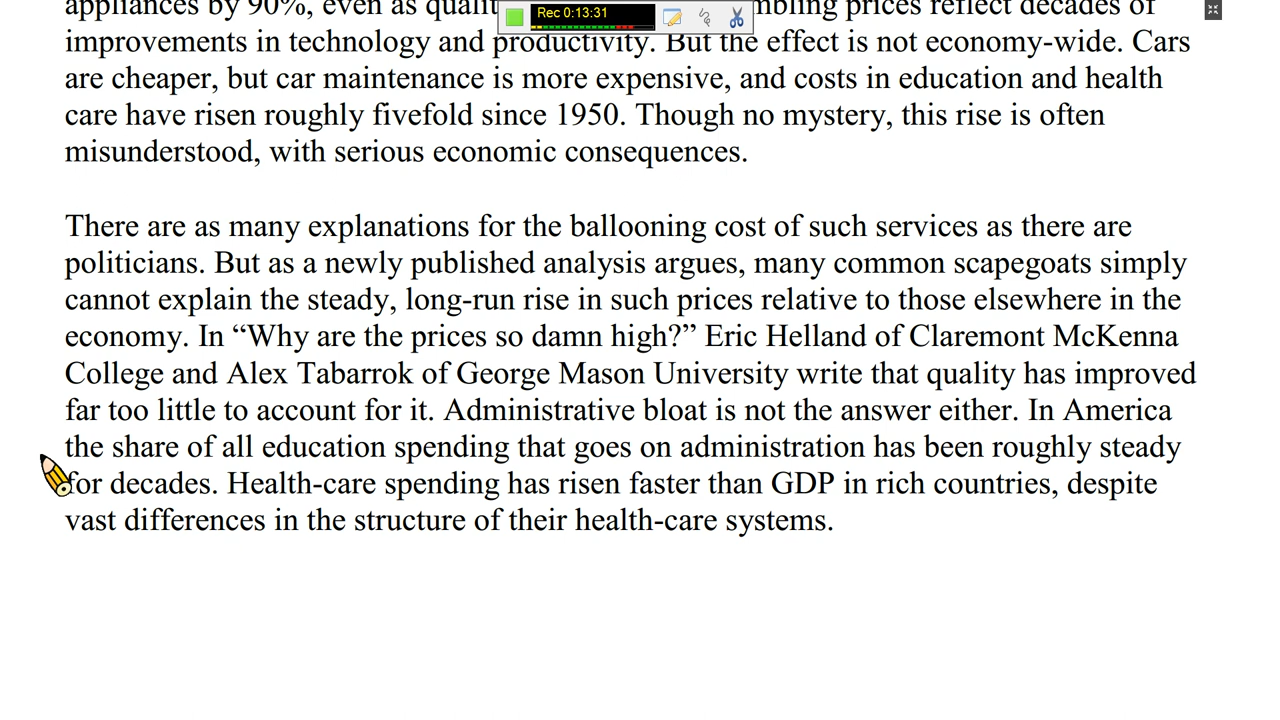 appliances by 90%, even as
Rec 0:13:31
prices reflect decades of
improvements in technology and productivity. But the effect is not economy-wide. Cars
are cheaper, but car maintenance is more expensive, and costs in education and health
care have risen roughly fivefold since 1950. Though no mystery, this rise is often
misunderstood, with serious economic consequences.
There are as many explanations for the ballooning cost of such services as there are
politicians. But as a newly published analysis argues, many common scapegoats simply
cannot explain the steady, long-run rise in such prices relative to those elsewhere in the
economy. In “Why are the prices so damn high?” Eric Helland of Claremont McKenna
College and Alex Tabarrok of George Mason University write that quality has improved
far too little to account for it. Administrative bloat is not the answer either. In America
the share of all education spending that goes on administration has been roughly steady
for decades. Health-care spending has risen faster than GDP in rich countries, despite
vast differences in the structure of their health-care systems.